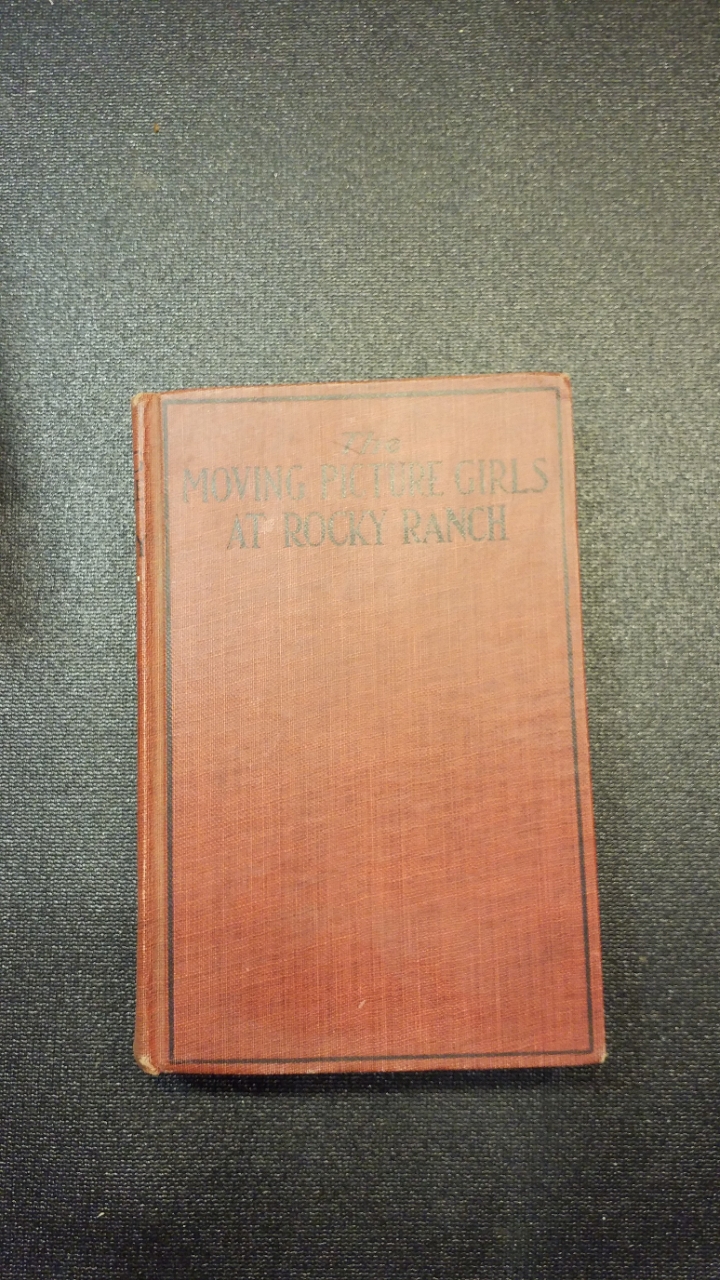 The
MOVING PICTURE GIRLS
AT ROCKY RANCH